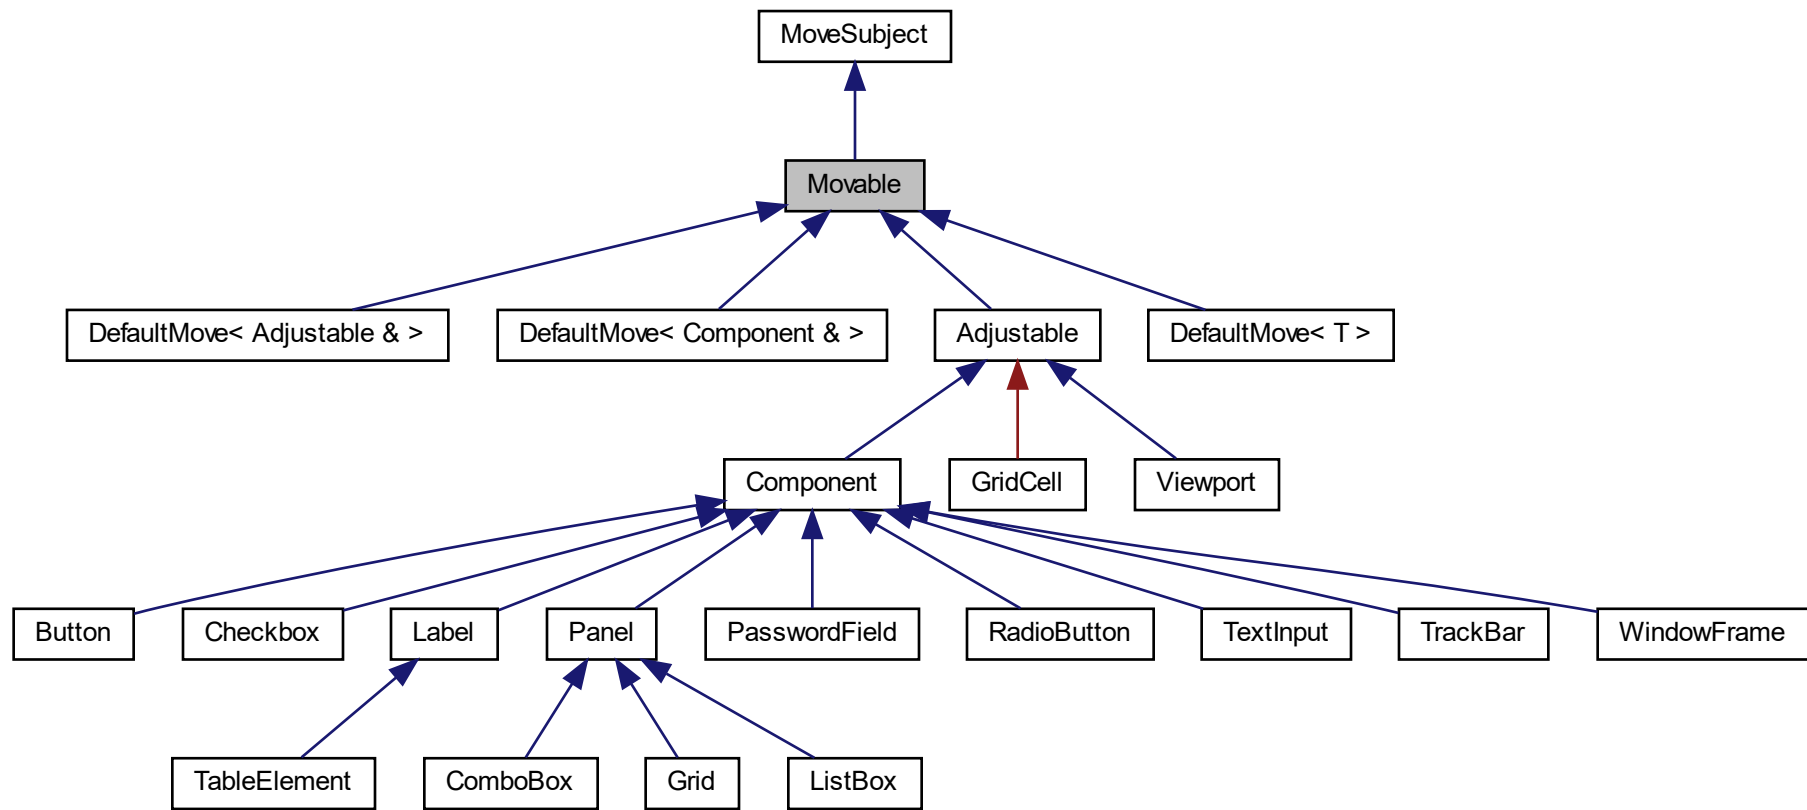 MoveSubject
Movable
DefaultMove< Adjustable & >
DefaultMove< Component & >
Adjustable
DefaultMove< T >
Component
GridCell
Viewport
Button
Checkbox
Label
Panel
PasswordField
RadioButton
TextInput
TrackBar
WindowFrame
TableElement
ComboBox
Grid
ListBox